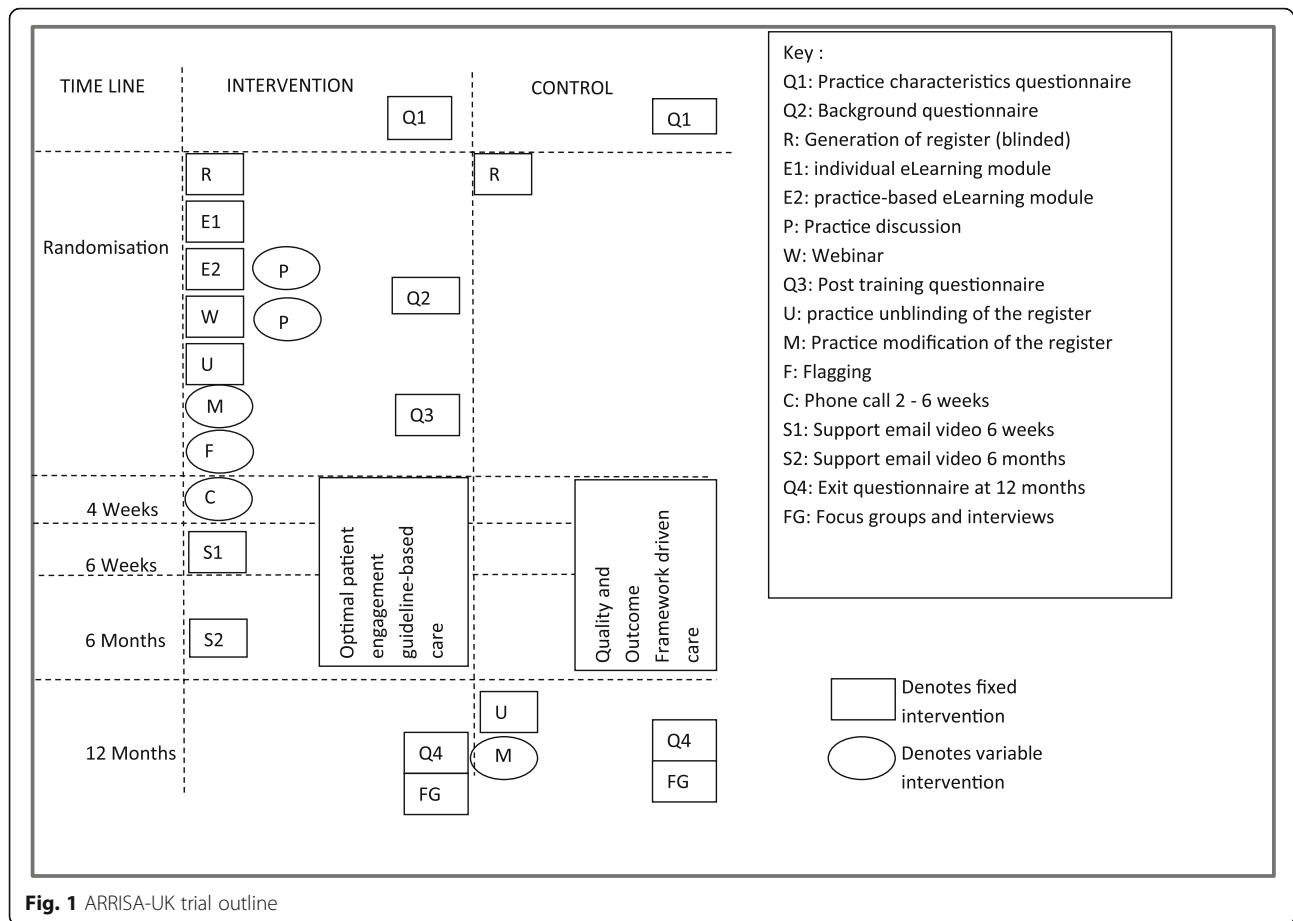 TIME LINE
INTERVENTION
CONTROL
Q1
Q1
Randomisation
R
R
E1
E2
P
Q2
W
P
U
M
Q3
F
4 Weeks
C
6 Weeks
S1
6 Months
S2
Optimal patient
engagement
guideline-based
care
Quality and
Outcome
Framework driven
care
12 Months
U
Q4
M
Q4
FG
FG
Key :
Q1: Practice characteristics questionnaire
Q2: Background questionnaire
R: Generation of register (blinded)
E1: individual eLearning module
E2: practice-based eLearning module
P: Practice discussion
W: Webinar
Q3: Post training questionnaire
U: practice unblinding of the register
M: Practice modification of the register
F: Flagging
C: Phone call 2 - 6 weeks
S1: Support email video 6 weeks
S2: Support email video 6 months
Q4: Exit questionnaire at 12 months
FG: Focus groups and interviews
Denotes fixed
intervention
Denotes variable
intervention
Fig. 1 ARRISA-UK trial outline